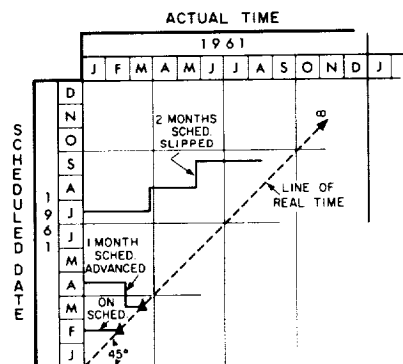 ACTUAL TIME
1961
J F M A M J J A S O N D J
SCHEDULED DATE
1961
D
N
O
S
A
J
J
M
A
M
F
J
2 MONTHS
SCHED.
SLIPPED
∞
LINE OF
REAL TIME
1 MONTH
SCHED.
ADVANCED
ON
SCHED.
45°